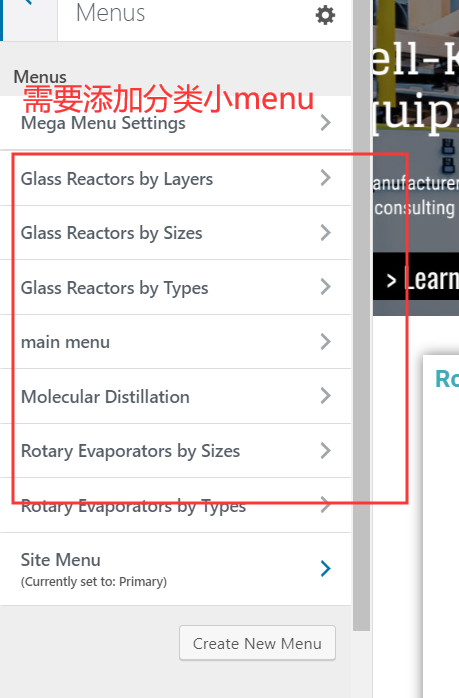 Menus
Menus
需要添加分类小menu
Mega Menu Settings
Glass Reactors by Layers
Glass Reactors by Sizes
Glass Reactors by Types
main menu
Molecular Distillation
Rotary Evaporators by Sizes
Rotary Evaporators by Types
Site Menu
(Currently set to: Primary)
Create New Menu
ell-K
quip
anufacturer
consulting
> Learn
Ro